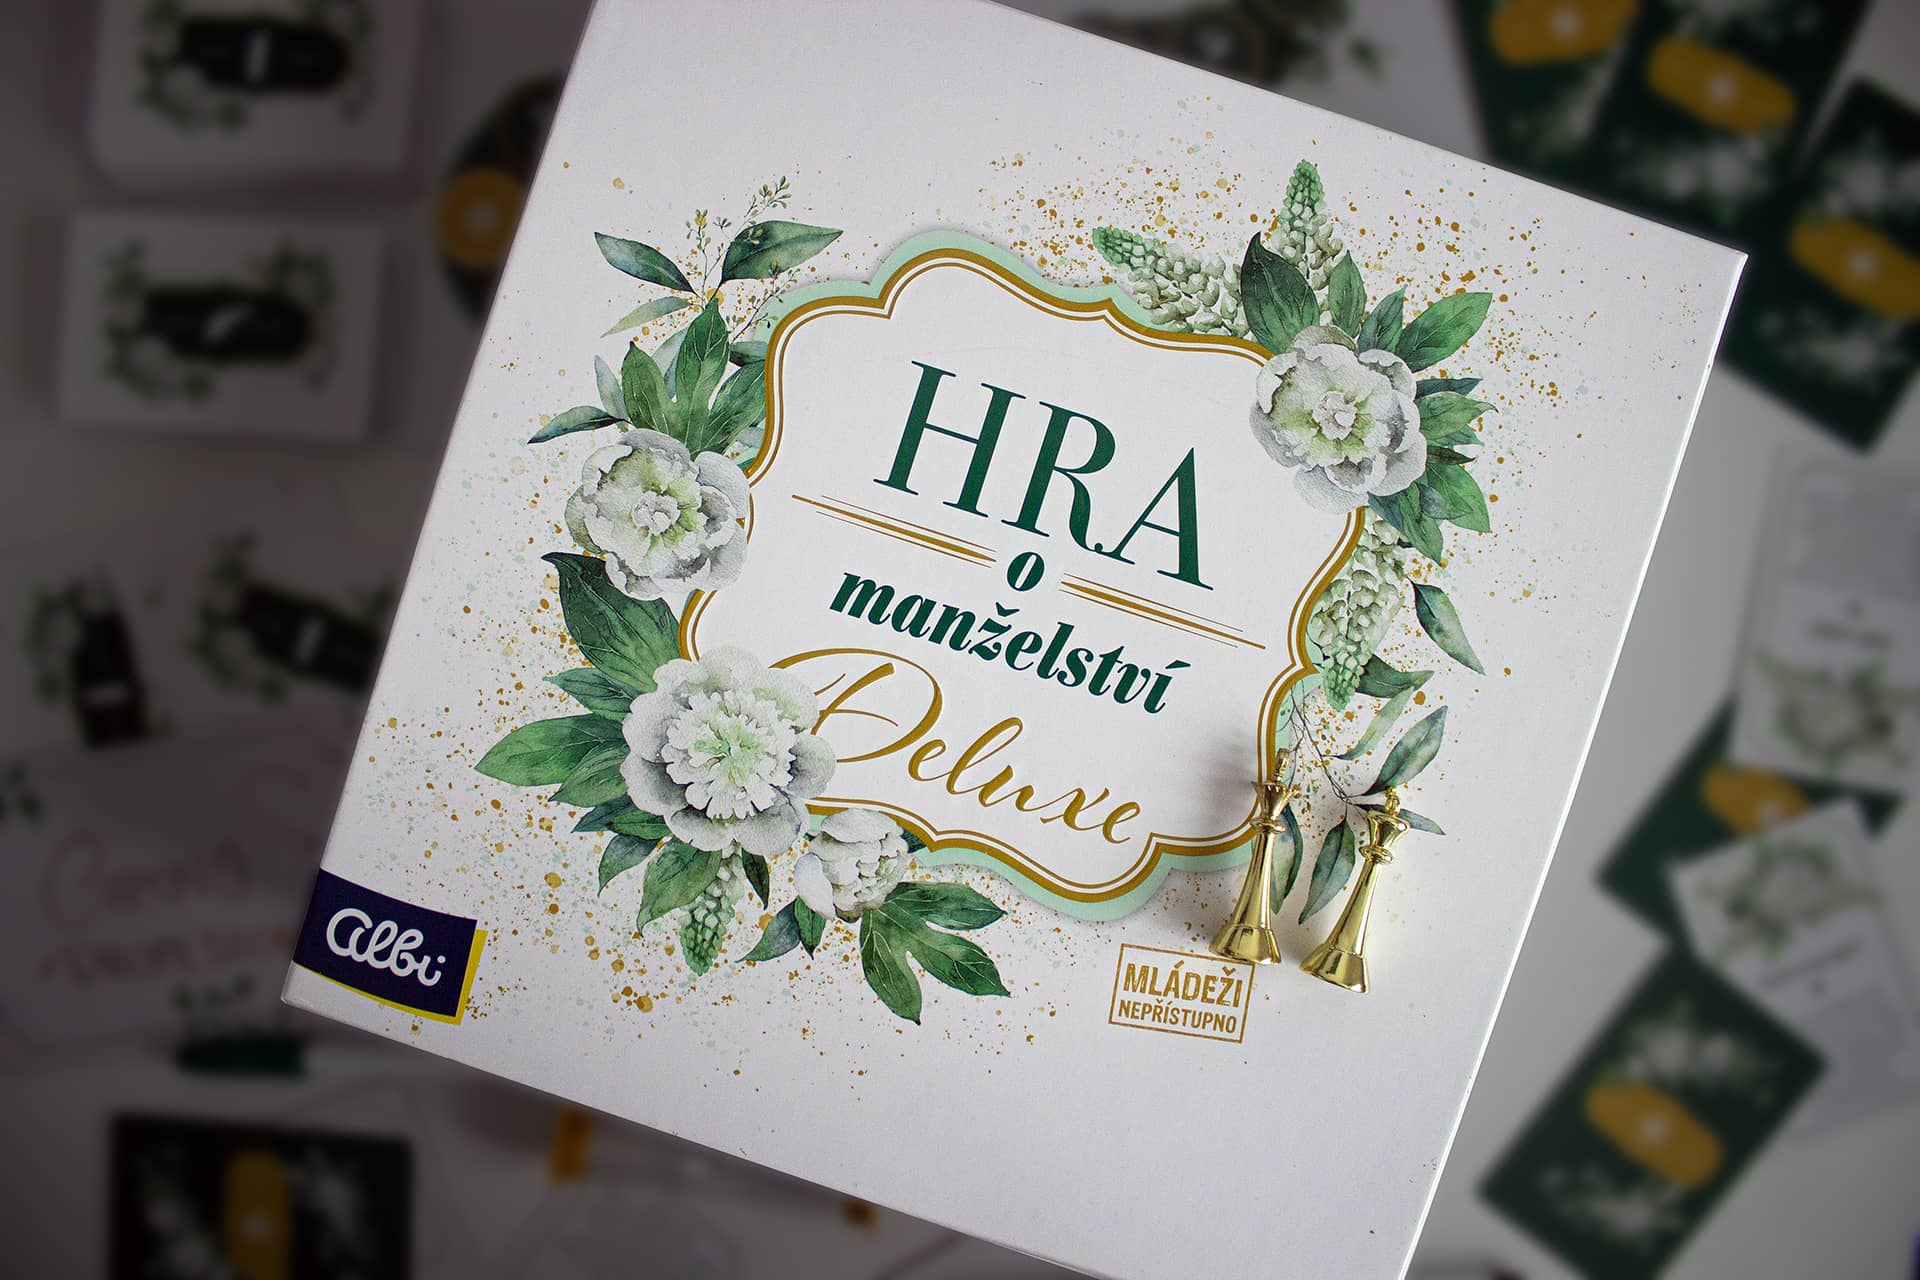 HRA
o
manželství
Deluxe
albi
MLÁDEŽI
NEPŘÍSTUPNO